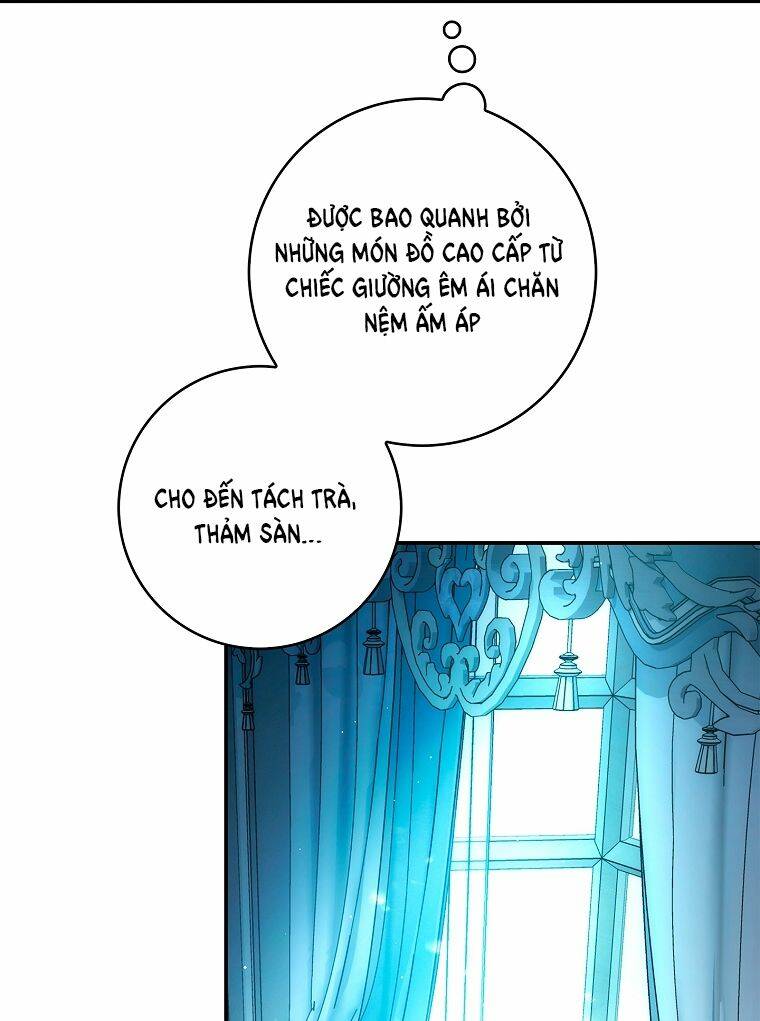 ĐƯỢC BAO QUANH BỞI
NHỮNG MÓN ĐỒ CAO CẤP TỪ
CHIẾC GIƯỜNG ÊM ÁI CHĂN
NỆM ẤM ÁP
CHO ĐẾN TÁCH TRÀ,
THẢM SÀN...